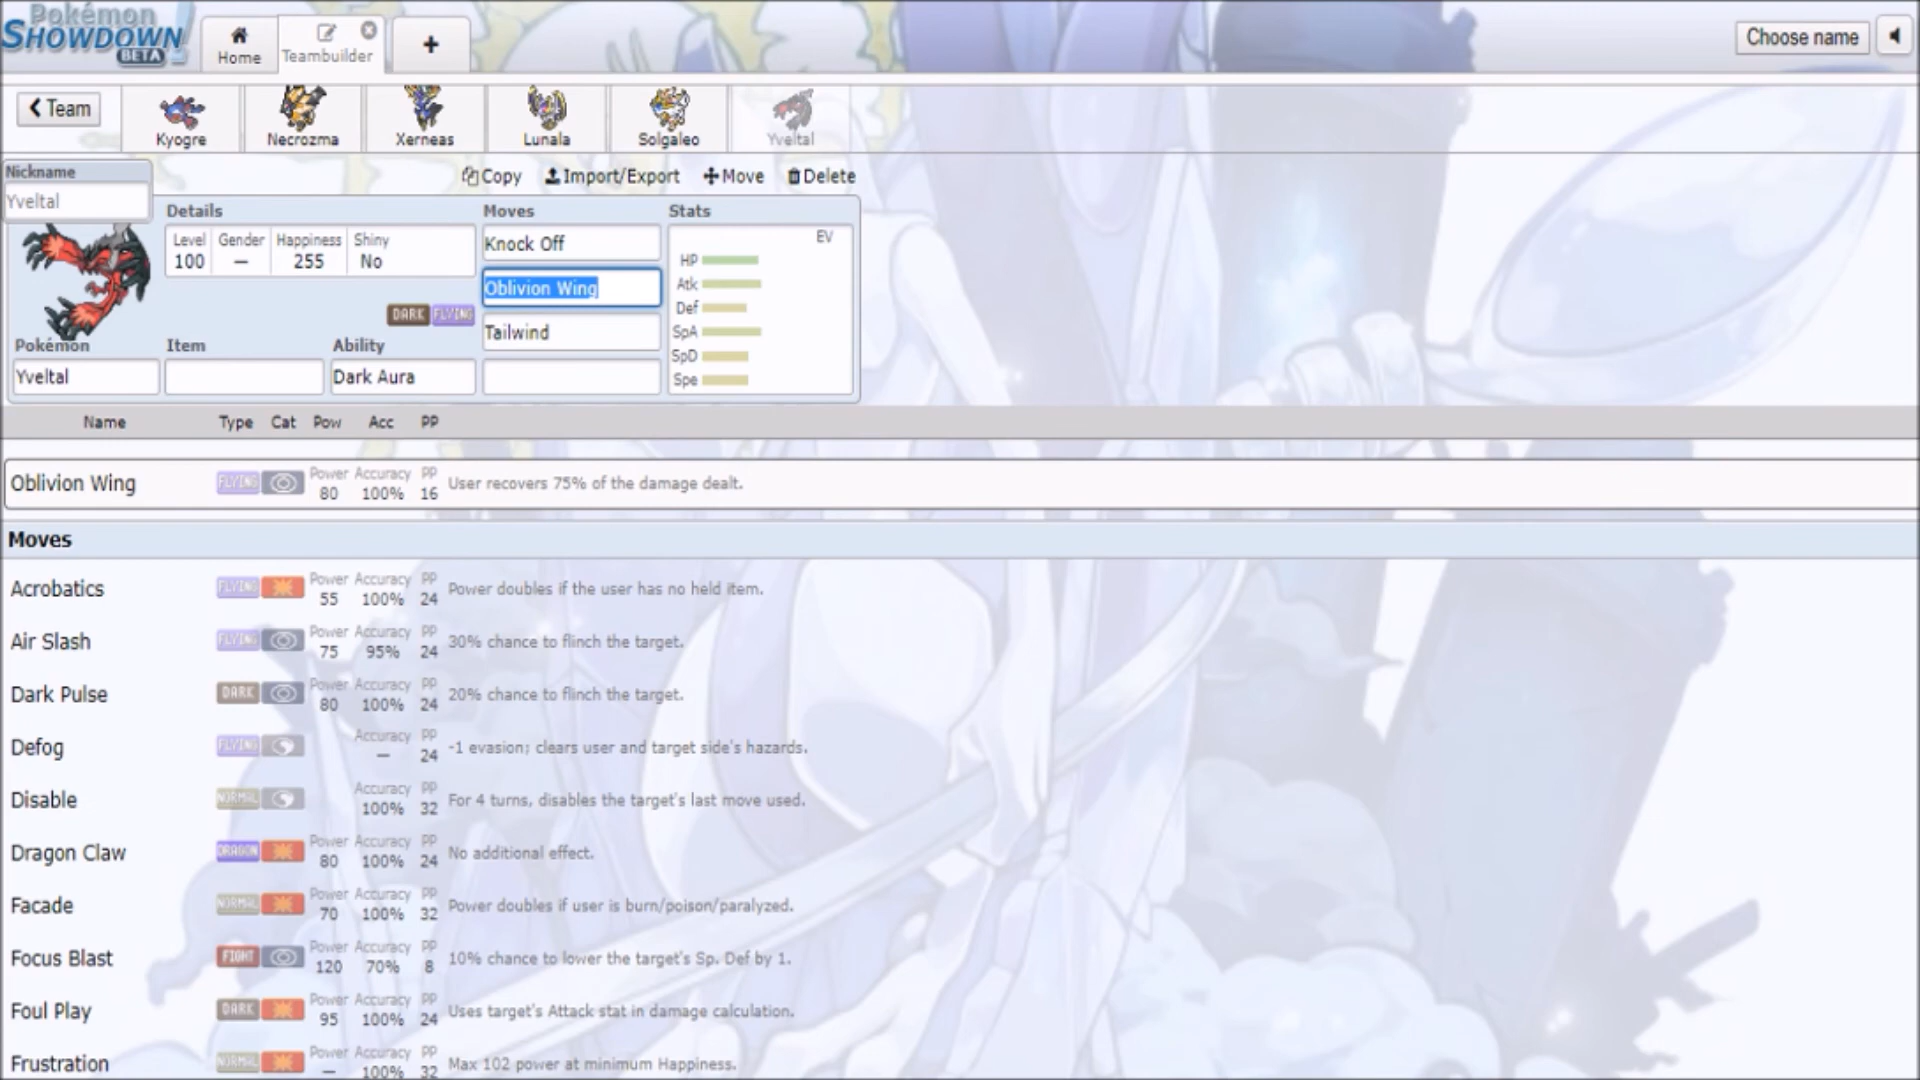 Pokémon
SHOWDOWN
BETA
Home
Teambuilder
+
Choose name
Team
Kyogre
Necrozma
Xerneas
Lunala
Solgaleo
Yveltal
Nickname
Yveltal
Copy
Import/Export
Move
Delete
Details
Moves
Stats
Level
Gender
Happiness
Shiny
100
—
255
No
Knock Off
Oblivion Wing
Tailwind
EV
HP
Atk
Def
SpA
SpD
Spe
DARK
FLYING
Pokémon
Item
Ability
Yveltal
Dark Aura
Name Type Cat Pow Acc PP
Oblivion Wing FLYING Power 80 Accuracy 100% PP 16 User recovers 75% of the damage dealt.
Moves
Acrobatics FLYING Power 55 Accuracy 100% PP 24 Power doubles if the user has no held item.
Air Slash FLYING Power 75 Accuracy 95% PP 24 30% chance to flinch the target.
Dark Pulse DARK Power 80 Accuracy 100% PP 24 20% chance to flinch the target.
Defog FLYING Accuracy — PP 24 -1 evasion; clears user and target side's hazards.
Disable NORMAL Accuracy 100% PP 32 For 4 turns, disables the target's last move used.
Dragon Claw DRAGON Power 80 Accuracy 100% PP 24 No additional effect.
Facade NORMAL Power 70 Accuracy 100% PP 32 Power doubles if user is burn/poison/paralyzed.
Focus Blast FIGHT Power 120 Accuracy 70% PP 8 10% chance to lower the target's Sp. Def by 1.
Foul Play DARK Power 95 Accuracy 100% PP 24 Uses target's Attack stat in damage calculation.
Frustration NORMAL Power — Accuracy 100% PP 32 Max 102 power at minimum Happiness.